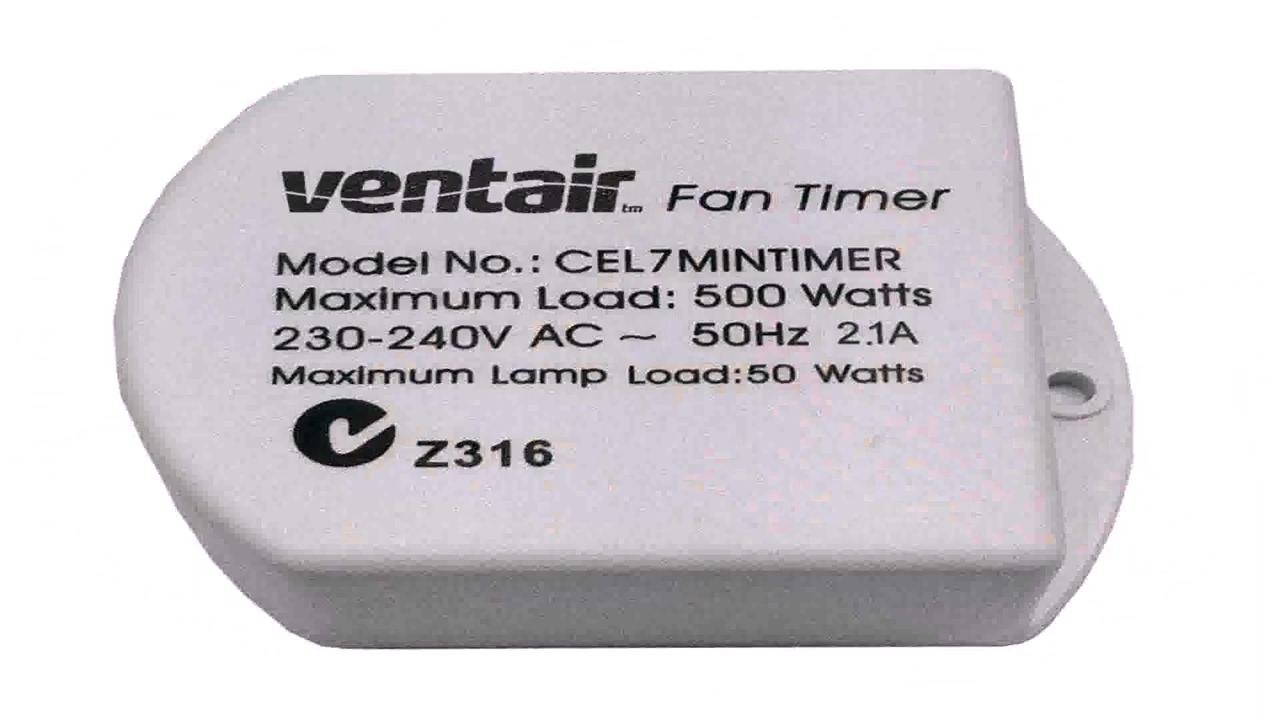 ventair™ Fan Timer
Model No.: CEL7MINTIMER
Maximum Load: 500 Watts
230-240V AC ~ 50Hz 2.1A
Maximum Lamp Load:50 Watts
Z316